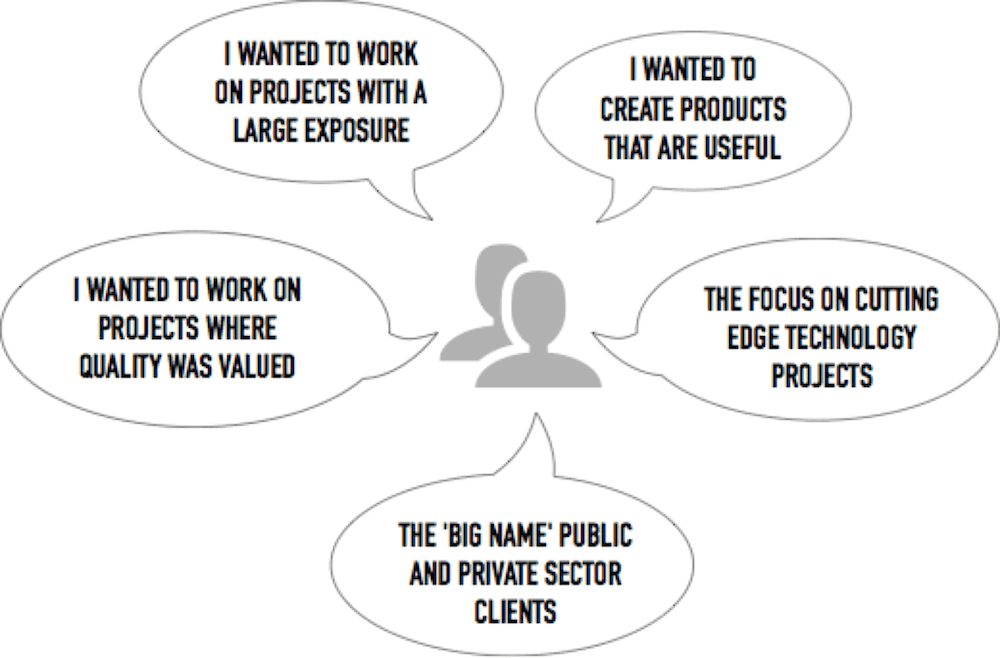 I WANTED TO WORK
ON PROJECTS WITH A
LARGE EXPOSURE
I WANTED TO
CREATE PRODUCTS
THAT ARE USEFUL
I WANTED TO WORK ON
PROJECTS WHERE
QUALITY WAS VALUED
THE FOCUS ON CUTTING
EDGE TECHNOLOGY
PROJECTS
THE 'BIG NAME' PUBLIC
AND PRIVATE SECTOR
CLIENTS